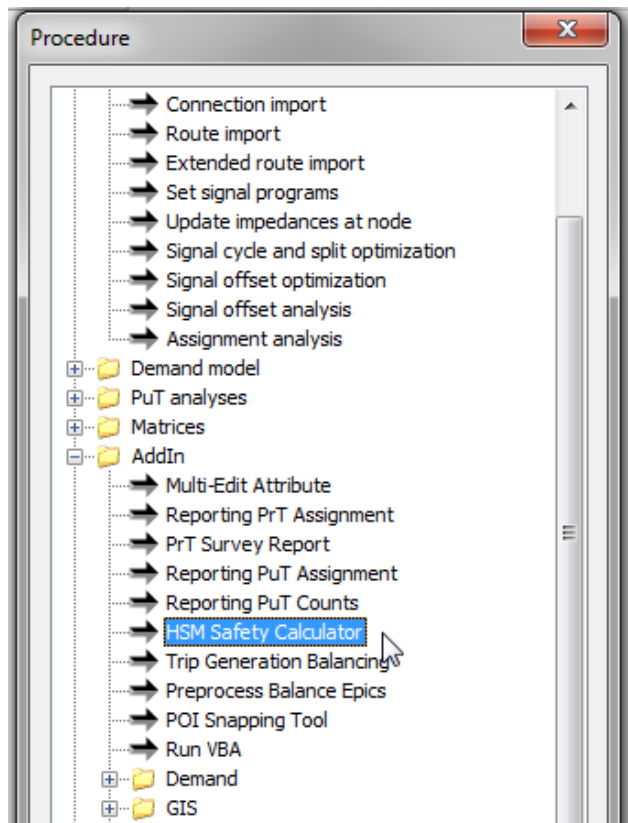 Procedure
Connection import
Route import
Extended route import
Set signal programs
Update impedances at node
Signal cycle and split optimization
Signal offset optimization
Signal offset analysis
Assignment analysis
Demand model
PuT analyses
Matrices
AddIn
Multi-Edit Attribute
Reporting PrT Assignment
PrT Survey Report
Reporting PuT Assignment
Reporting PuT Counts
HSM Safety Calculator
Trip Generation Balancing
Preprocess Balance Epics
POI Snapping Tool
Run VBA
Demand
GIS